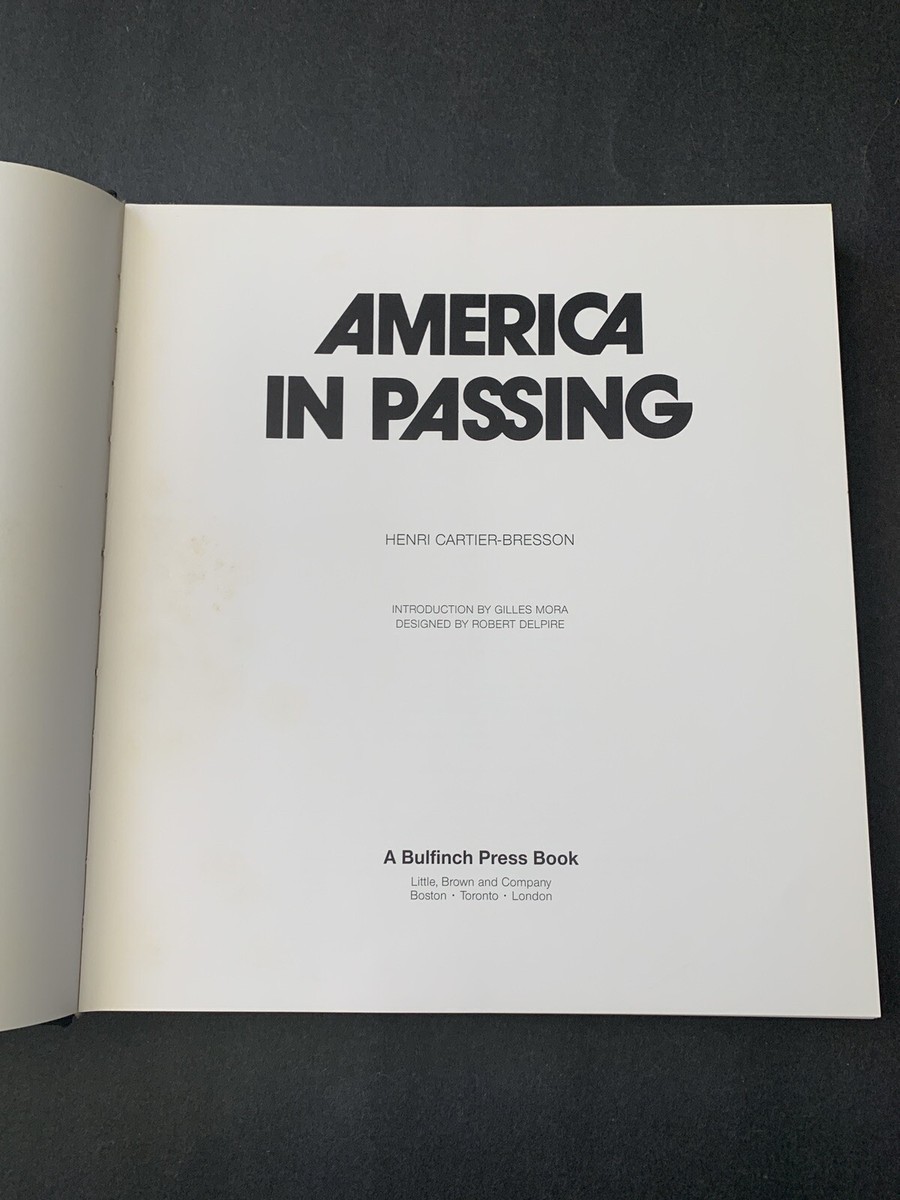 AMERICA
IN PASSING
HENRI CARTIER-BRESSON
INTRODUCTION BY GILLES MORA
DESIGNED BY ROBERT DELPIRE
A Bulfinch Press Book
Little, Brown and Company
Boston · Toronto · London